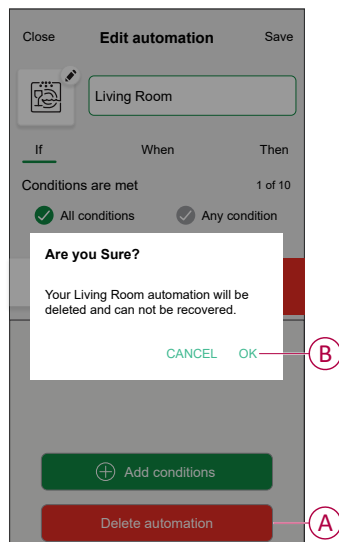 Close Edit automation Save
Living Room
If When Then
Conditions are met 1 of 10
All conditions Any condition
Are you Sure?
Your Living Room automation will be
deleted and can not be recovered.
CANCEL OK B
Add conditions
Delete automation A